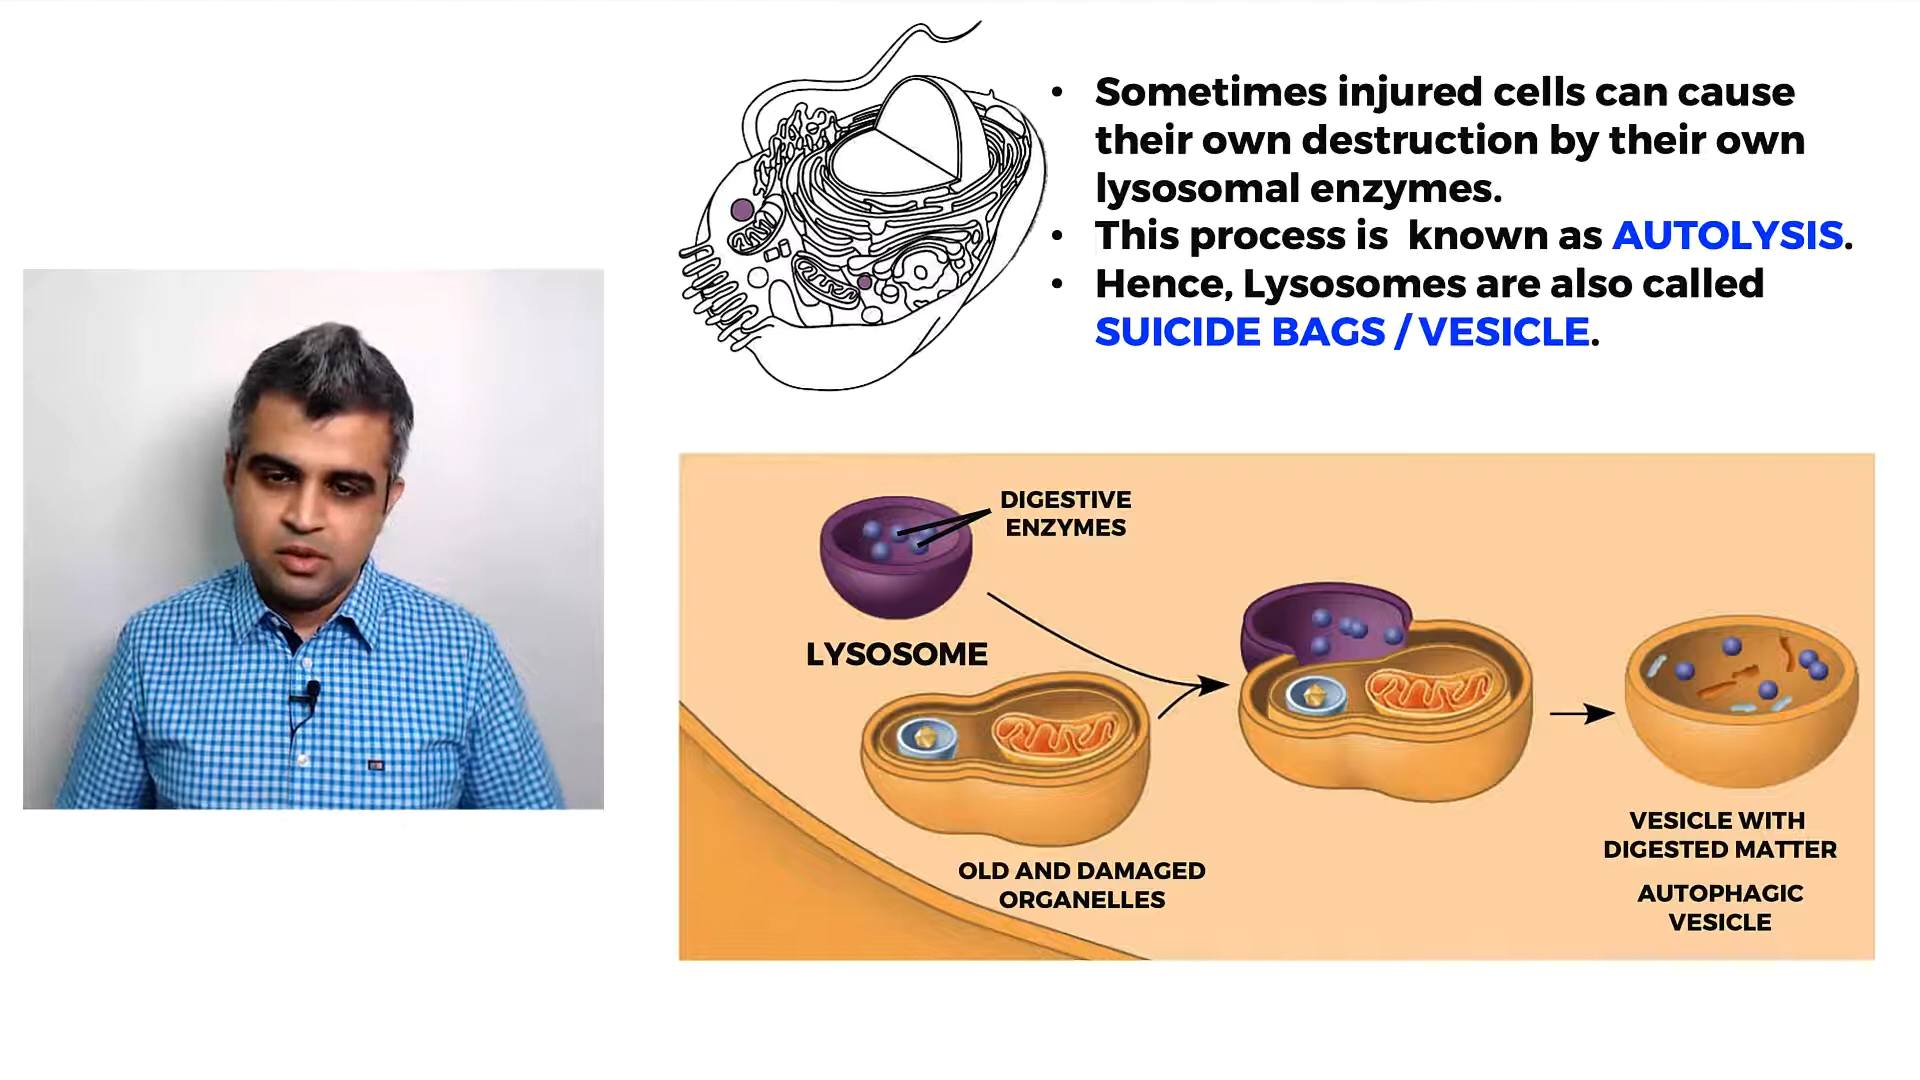 • Sometimes injured cells can cause
their own destruction by their own
lysosomal enzymes.
• This process is known as AUTOLYSIS.
• Hence, Lysosomes are also called
SUICIDE BAGS / VESICLE.
DIGESTIVE
ENZYMES
LYSOSOME
OLD AND DAMAGED
ORGANELLES
VESICLE WITH
DIGESTED MATTER
AUTOPHAGIC
VESICLE